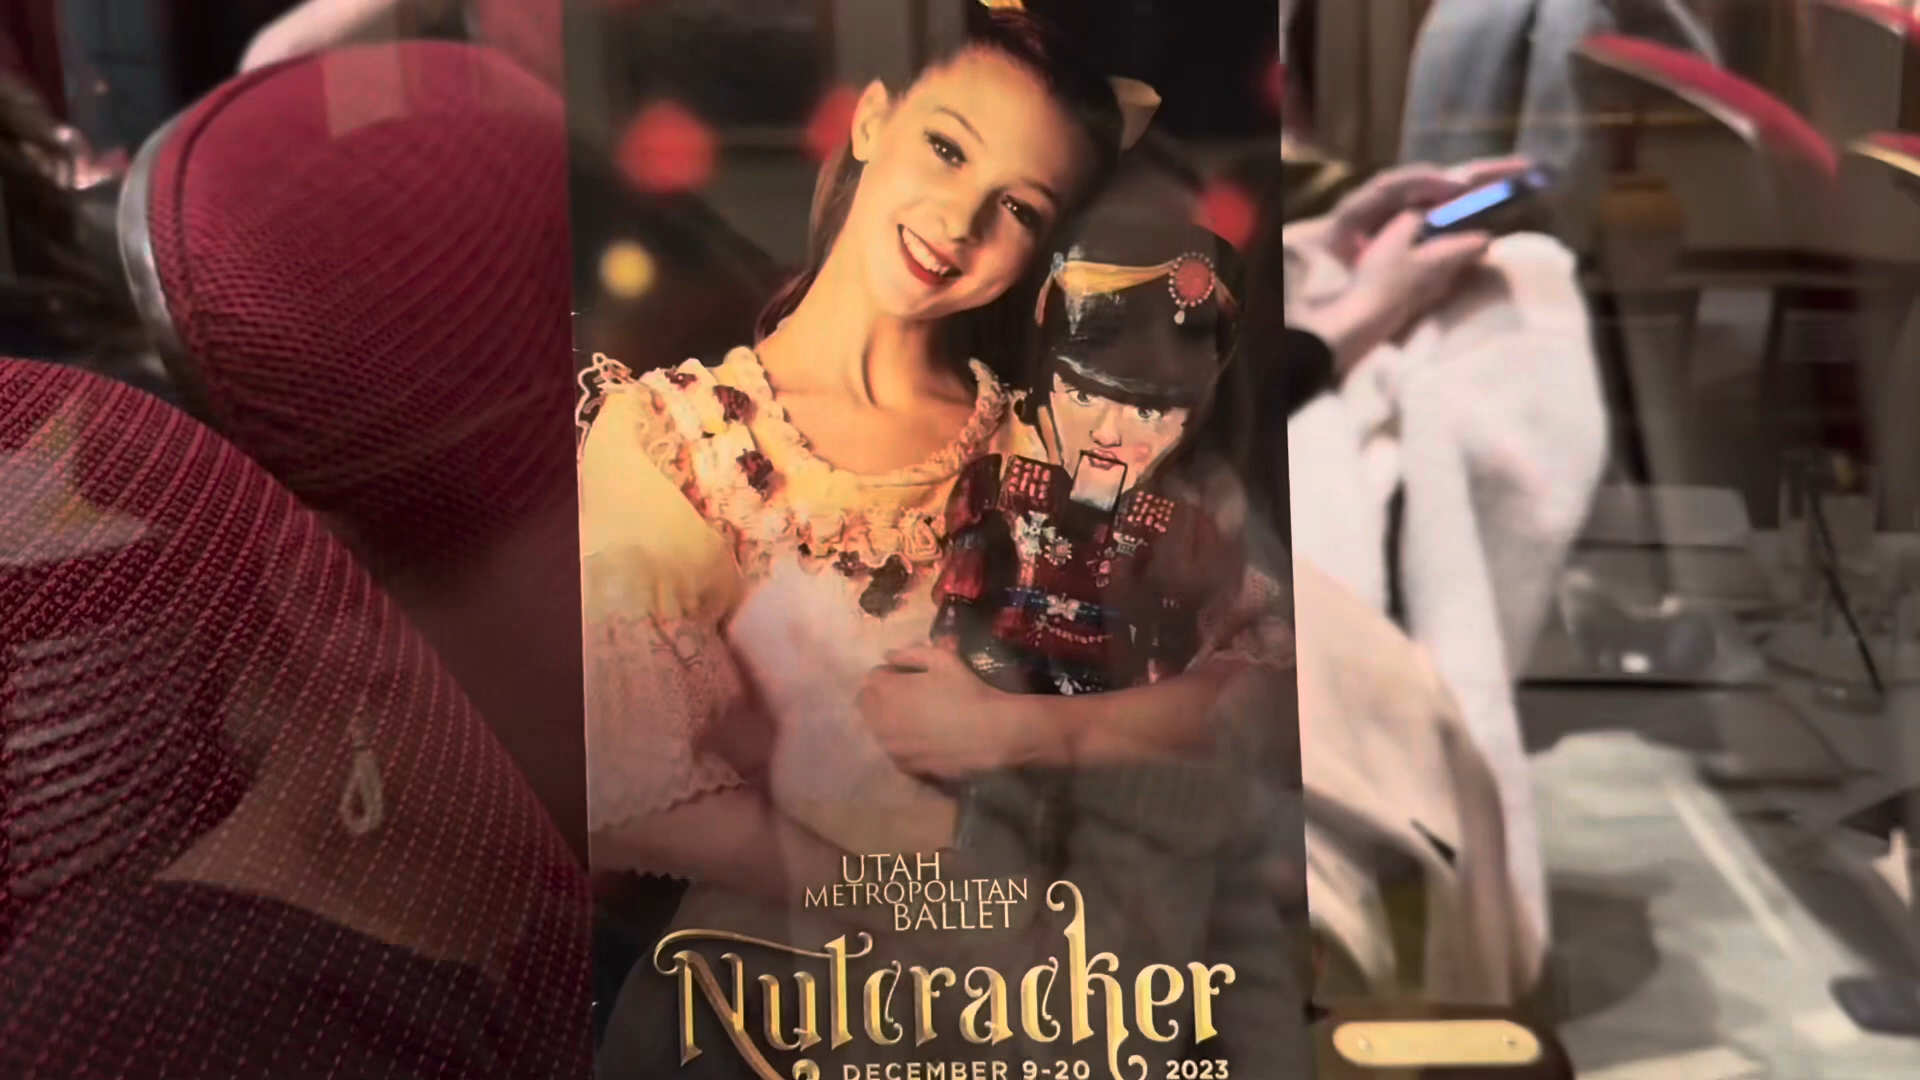 UTAH
METROPOLITAN
BALLET
Nutcracker
DECEMBER 9-20 2023